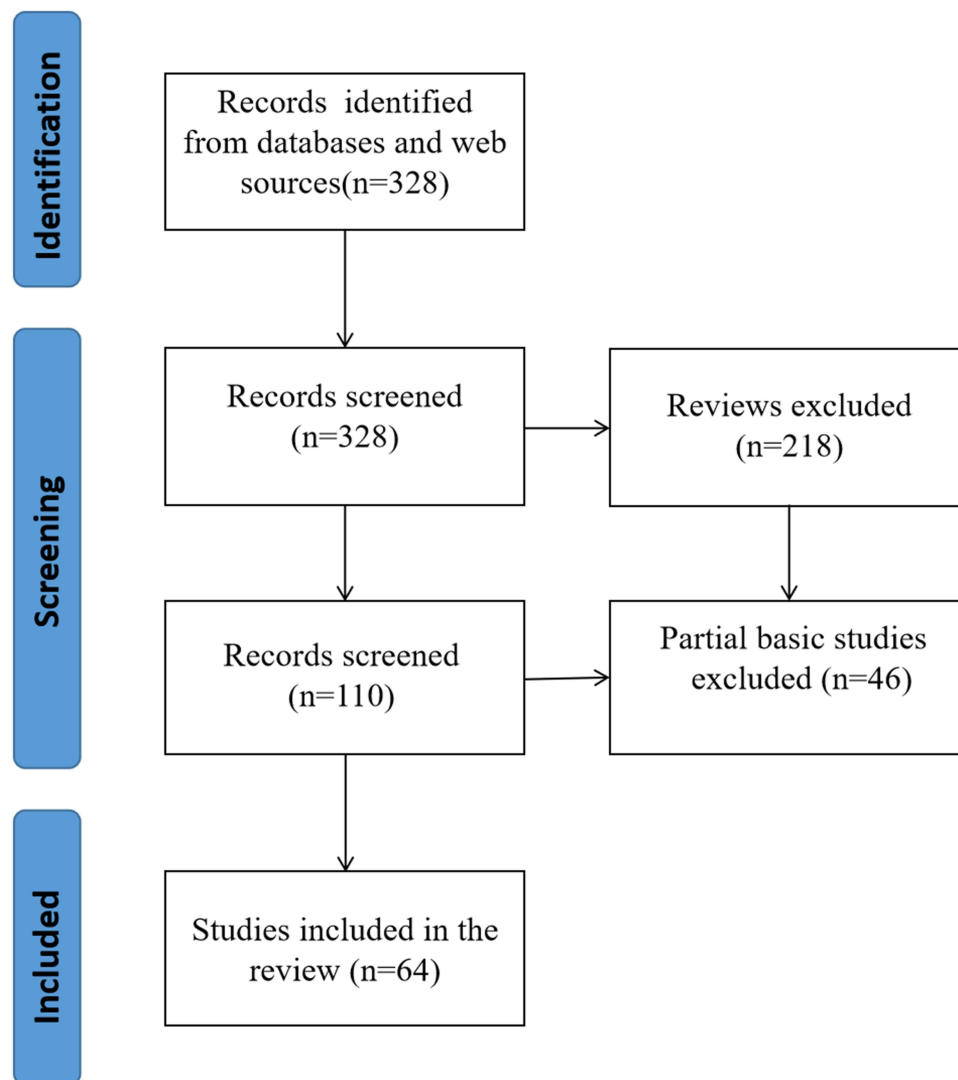 Identification
Records identified
from databases and web
sources(n=328)
Screening
Records screened
(n=328)
Reviews excluded
(n=218)
Records screened
(n=110)
Partial basic studies
excluded (n=46)
Included
Studies included in the
review (n=64)